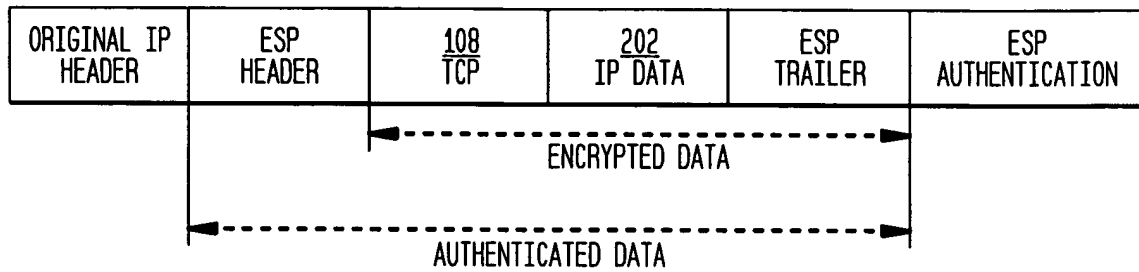 ORIGINAL IP
HEADER
ESP
HEADER
108
TCP
202
IP DATA
ESP
TRAILER
ESP
AUTHENTICATION
ENCRYPTED DATA
AUTHENTICATED DATA